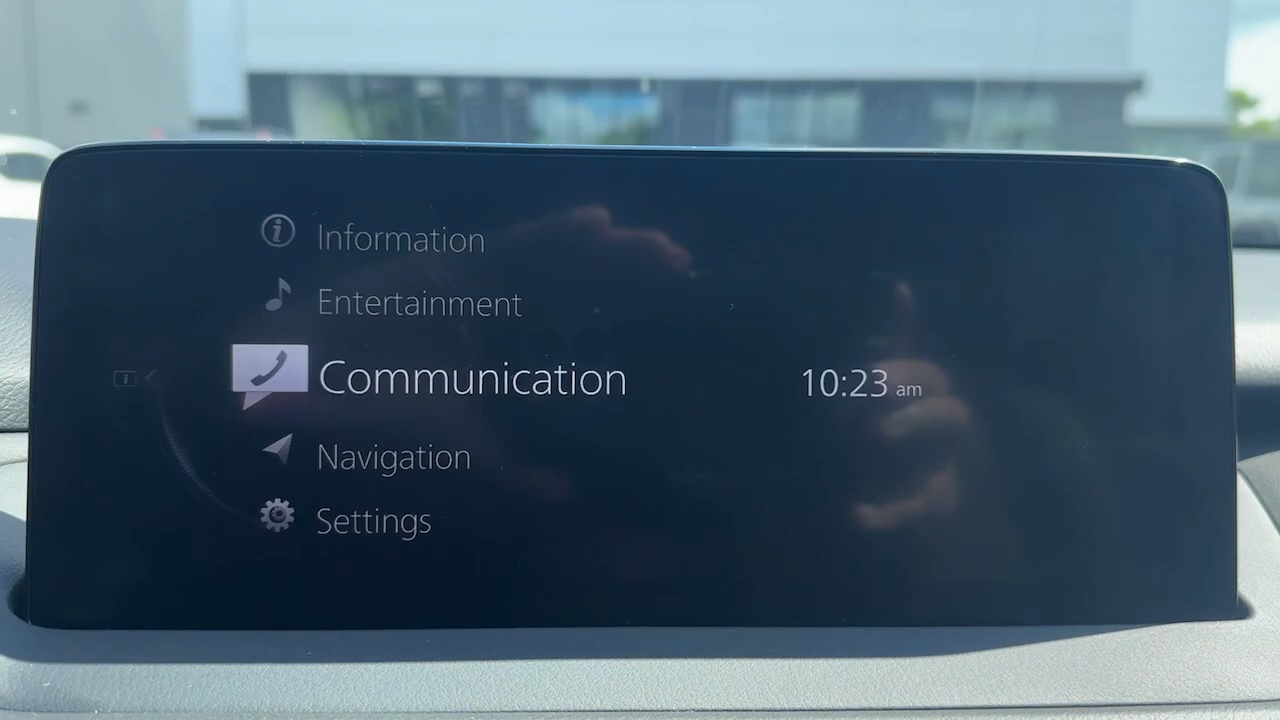 Information
Entertainment
Communication
10:23 am
Navigation
Settings